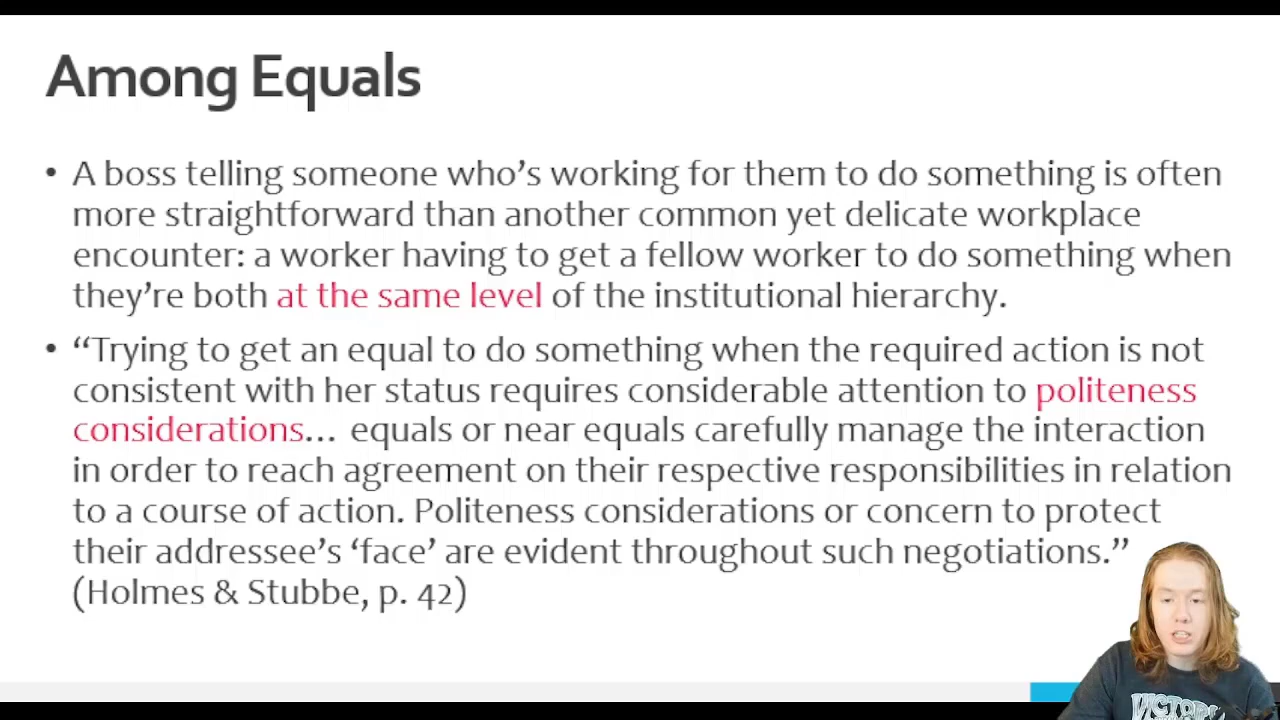 Among Equals
• A boss telling someone who’s working for them to do something is often
more straightforward than another common yet delicate workplace
encounter: a worker having to get a fellow worker to do something when
they’re both at the same level of the institutional hierarchy.
• “Trying to get an equal to do something when the required action is not
consistent with her status requires considerable attention to politeness
considerations… equals or near equals carefully manage the interaction
in order to reach agreement on their respective responsibilities in relation
to a course of action. Politeness considerations or concern to protect
their addressee’s ‘face’ are evident throughout such negotiations.”
(Holmes & Stubbe, p. 42)